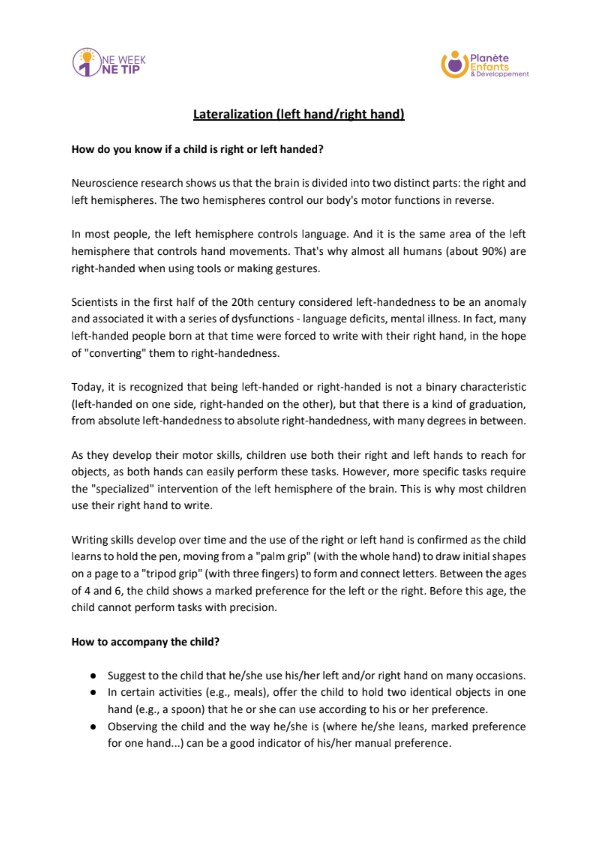 1 NE WEEK
NE TIP
Planète
Enfants
& Développement
Lateralization (left hand/right hand)
How do you know if a child is right or left handed?
Neuroscience research shows us that the brain is divided into two distinct parts: the right and
left hemispheres. The two hemispheres control our body's motor functions in reverse.
In most people, the left hemisphere controls language. And it is the same area of the left
hemisphere that controls hand movements. That's why almost all humans (about 90%) are
right-handed when using tools or making gestures.
Scientists in the first half of the 20th century considered left-handedness to be an anomaly
and associated it with a series of dysfunctions - language deficits, mental illness. In fact, many
left-handed people born at that time were forced to write with their right hand, in the hope
of "converting" them to right-handedness.
Today, it is recognized that being left-handed or right-handed is not a binary characteristic
(left-handed on one side, right-handed on the other), but that there is a kind of graduation,
from absolute left-handedness to absolute right-handedness, with many degrees in between.
As they develop their motor skills, children use both their right and left hands to reach for
objects, as both hands can easily perform these tasks. However, more specific tasks require
the "specialized" intervention of the left hemisphere of the brain. This is why most children
use their right hand to write.
Writing skills develop over time and the use of the right or left hand is confirmed as the child
learns to hold the pen, moving from a "palm grip" (with the whole hand) to draw initial shapes
on a page to a "tripod grip" (with three fingers) to form and connect letters. Between the ages
of 4 and 6, the child shows a marked preference for the left or the right. Before this age, the
child cannot perform tasks with precision.
How to accompany the child?
● Suggest to the child that he/she use his/her left and/or right hand on many occasions.
● In certain activities (e.g., meals), offer the child to hold two identical objects in one
hand (e.g., a spoon) that he or she can use according to his or her preference.
● Observing the child and the way he/she is (where he/she leans, marked preference
for one hand...) can be a good indicator of his/her manual preference.